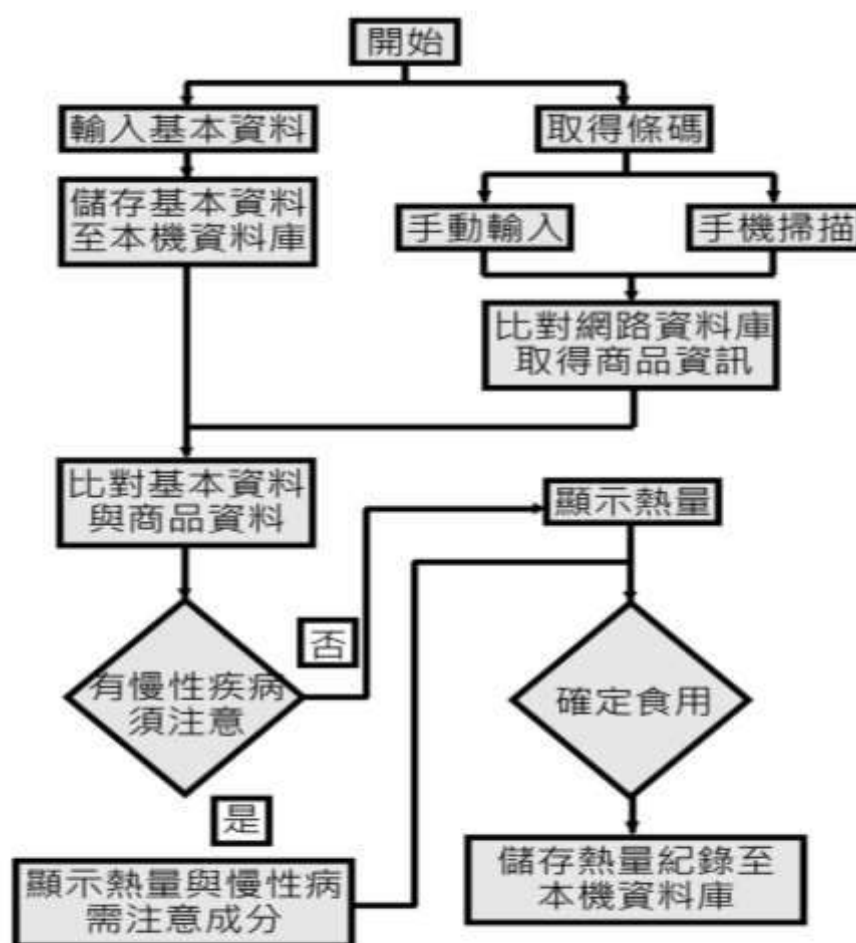 開始
輸入基本資料
取得條碼
儲存基本資料
至本機資料庫
手動輸入
手機掃描
比對網路資料庫
取得商品資訊
比對基本資料
與商品資料
顯示熱量
否
有慢性疾病
須注意
確定食用
是
顯示熱量與慢性病
需注意成分
儲存熱量紀錄至
本機資料庫